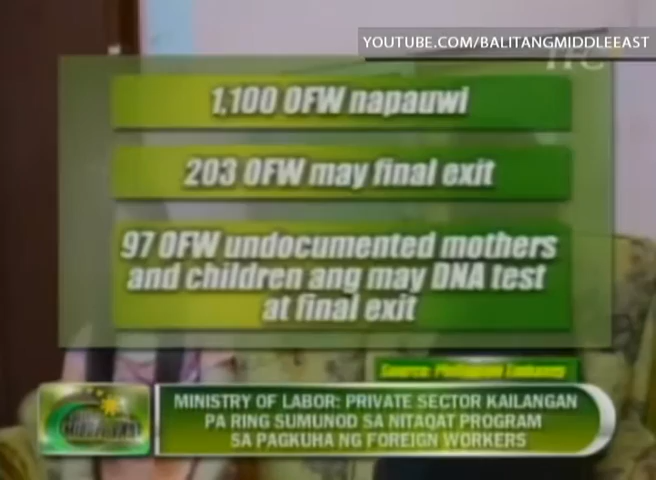 YOUTUBE.COM/BALITANGMIDDLEEAST
TFC
1,100 OFW napauwi
203 OFW may final exit
97 OFW undocumented mothers
and children ang may DNA test
at final exit
Source: Philippine Embassy
MINISTRY OF LABOR: PRIVATE SECTOR KAILANGAN
PA RING SUMUNOD SA NITAQAT PROGRAM
SA PAGKUHA NG FOREIGN WORKERS